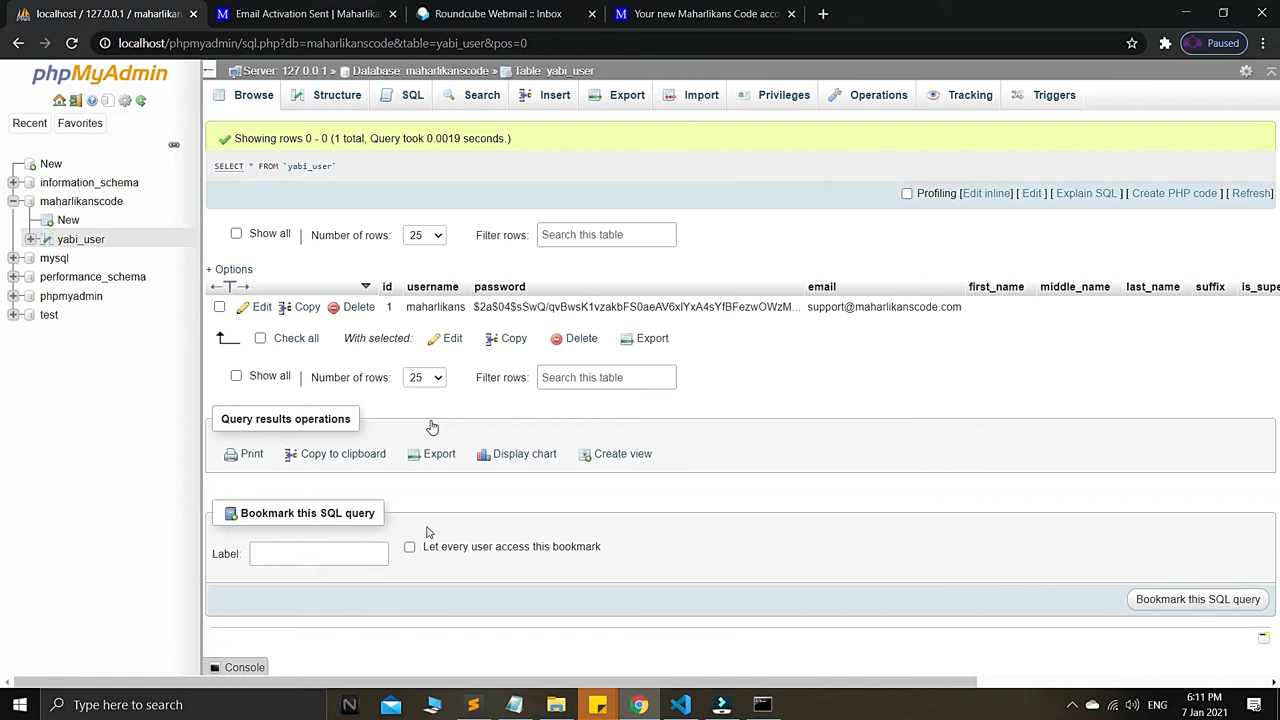 localhost / 127.0.0.1 / maharlikan
Email Activation Sent | Maharlik
Roundcube Webmail :: Inbox
Your new Maharlikans Code acco
localhost/phpmyadmin/sql.php?db=maharlikanscode&table=yabi_user&pos=0
Paused
phpMyAdmin
Recent
Favorites
New
information_schema
maharlikanscode
New
yabi_user
mysql
performance_schema
phpmyadmin
test
Server: 127.0.0.1 » Database: maharlikanscode » Table: yabi_user
Browse Structure SQL Search Insert Export Import Privileges Operations Tracking Triggers
Showing rows 0 - 0 (1 total, Query took 0.0019 seconds.)
SELECT * FROM `yabi_user`
Profiling [Edit inline] [ Edit ] [ Explain SQL ] [ Create PHP code ] [ Refresh]
Show all | Number of rows: 25 Filter rows: Search this table
+ Options
←T→ id username password email first_name middle_name last_name suffix is_supe
Edit Copy Delete 1 maharlikans $2a$04$sSwQ/qvBwsK1vzakbFS0aeAV6xlYxA4sYfBFezwOWzM... support@maharlikanscode.com
Check all With selected: Edit Copy Delete Export
Show all | Number of rows: 25 Filter rows: Search this table
Query results operations
Print Copy to clipboard Export Display chart Create view
Bookmark this SQL query
Label: Let every user access this bookmark
Bookmark this SQL query
Console
Type here to search
ENG
6:11 PM
7 Jan 2021